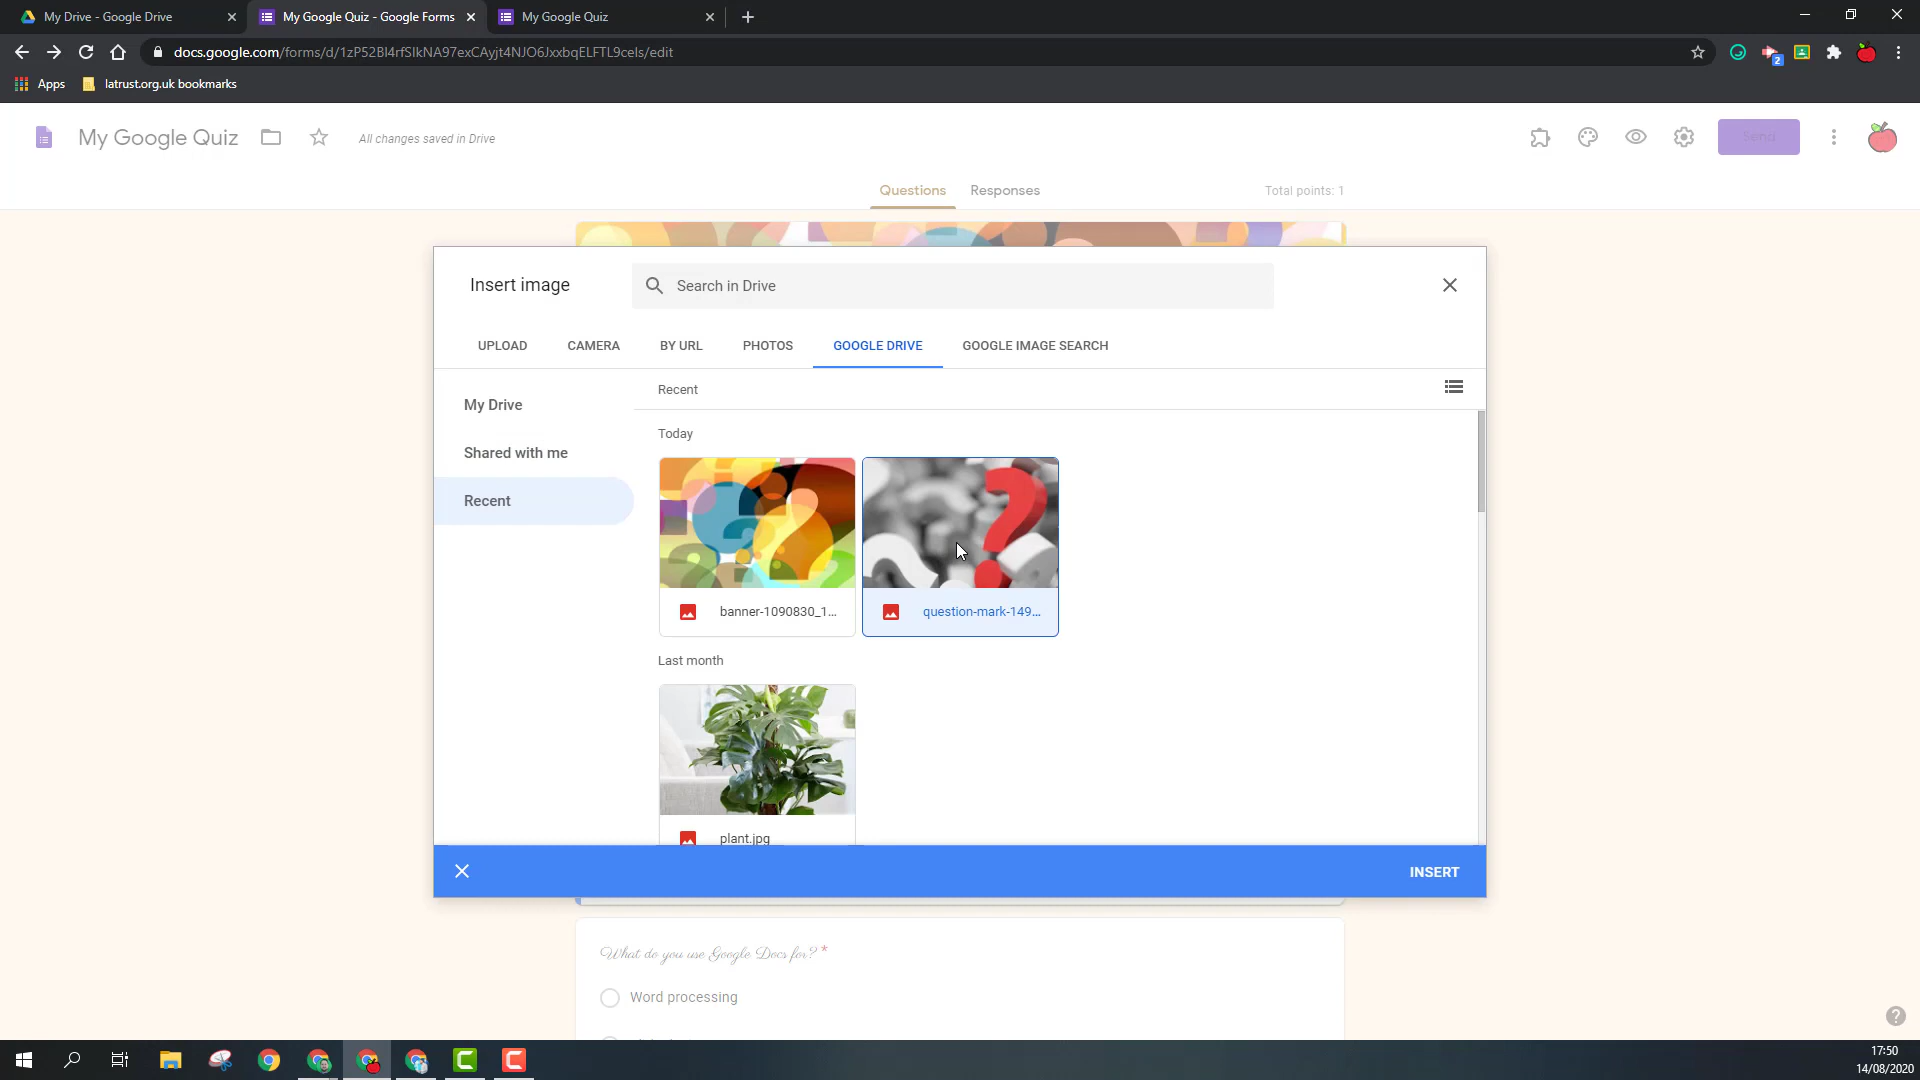 My Drive - Google Drive
My Google Quiz - Google Forms
My Google Quiz
docs.google.com/forms/d/1zP52Bl4rfSIkNA97exCAyjt4NJO6JxxbqELFTL9cels/edit
2
Apps
latrust.org.uk bookmarks
My Google Quiz
All changes saved in Drive
Send
Questions
Responses
Total points: 1
Insert image
Search in Drive
UPLOAD
CAMERA
BY URL
PHOTOS
GOOGLE DRIVE
GOOGLE IMAGE SEARCH
My Drive
Shared with me
Recent
Recent
Today
banner-1090830_1...
question-mark-149...
Last month
plant.jpg
INSERT
What do you use Google Docs for? *
Word processing
17:50
14/08/2020